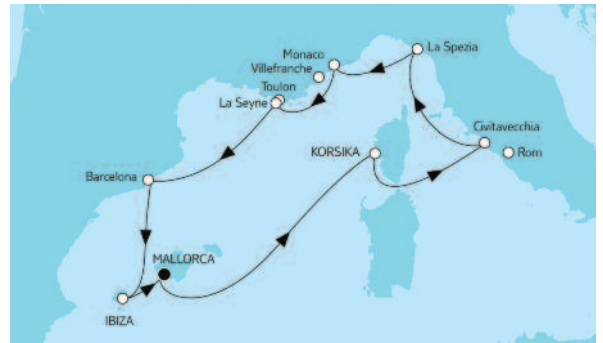 La Spezia
Monaco
Villefranche
Toulon
La Seyne
Civitavecchia
Rom
KORSIKA
Barcelona
MALLORCA
IBIZA